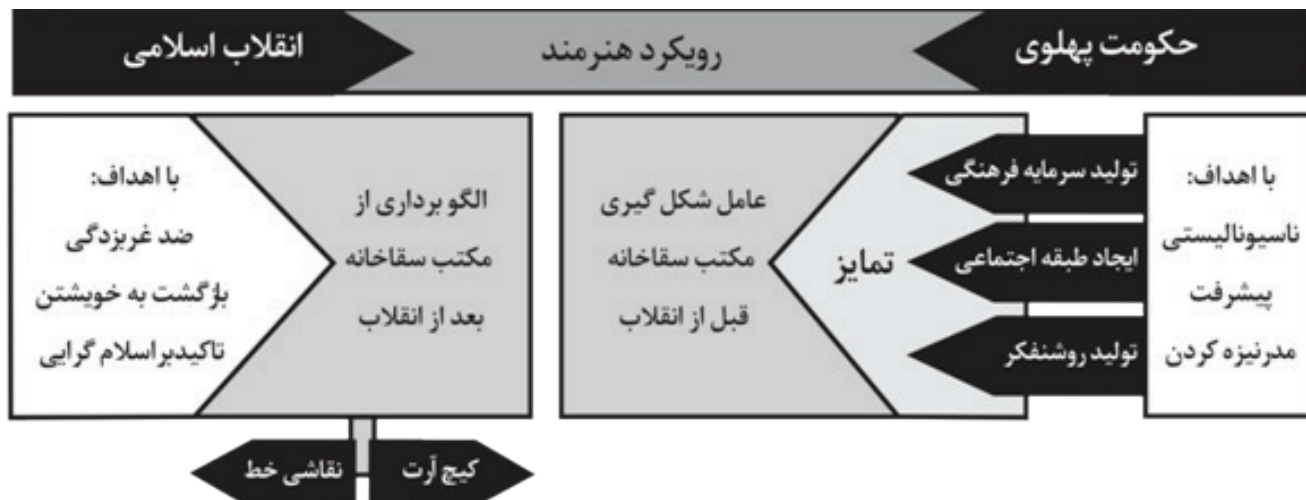 حکومت پهلوی
رویکرد هنرمند
انقلاب اسلامی
با اهداف:
ناسیونالیستی
پیشرفت
مدرنیزه کردن
تولید سرمایه فرهنگی
ایجاد طبقه اجتماعی
تولید روشنفکر
تمایز
عامل شکل گیری
مکتب سقاخانه
قبل از انقلاب
الگو برداری از
مکتب سقاخانه
بعد از انقلاب
با اهداف:
ضد غربزدگی
بازگشت به خویشتن
تاکیدبر اسلام گرایی
کیچ آرت
نقاشی خط